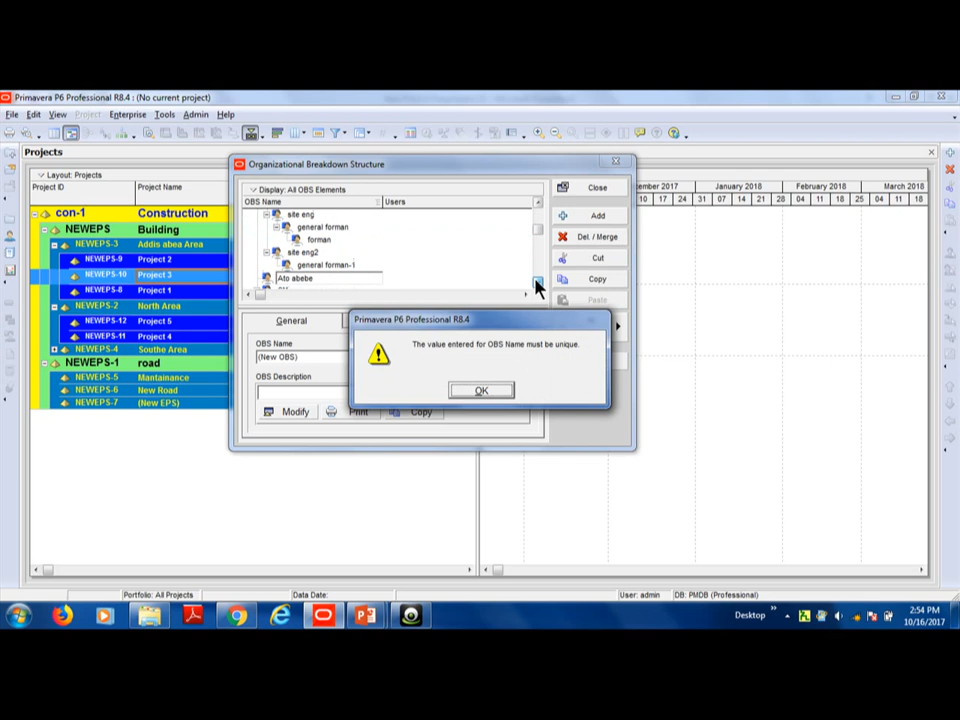 Primavera P6 Professional R8.4 : (No current project)
File Edit View Project Enterprise Tools Admin Help
Projects
Layout: Projects
Project ID Project Name
con-1 Construction
NEWEPS Building
NEWEPS-3 Addis abea Area
NEWEPS-9 Project 2
NEWEPS-10 Project 3
NEWEPS-8 Project 1
NEWEPS-2 North Area
NEWEPS-12 Project 5
NEWEPS-11 Project 4
NEWEPS-4 Southe Area
NEWEPS-1 road
NEWEPS-5 Mantainance
NEWEPS-6 New Road
NEWEPS-7 (New EPS)
ember 2017 January 2018 February 2018 March 2018
10 17 24 31 07 14 21 28 04 11 18 25 04 11 18
Organizational Breakdown Structure
Display: All OBS Elements
OBS Name Users
site eng
general forman
forman
site eng2
general forman-1
Ato abebe
Close
Add
Del. / Merge
Cut
Copy
Paste
General
OBS Name
(New OBS)
OBS Description
Modify Print Copy
Primavera P6 Professional R8.4
The value entered for OBS Name must be unique.
OK
Portfolio: All Projects Data Date: User: admin DB: PMDB (Professional)
Desktop
2:54 PM
10/16/2017